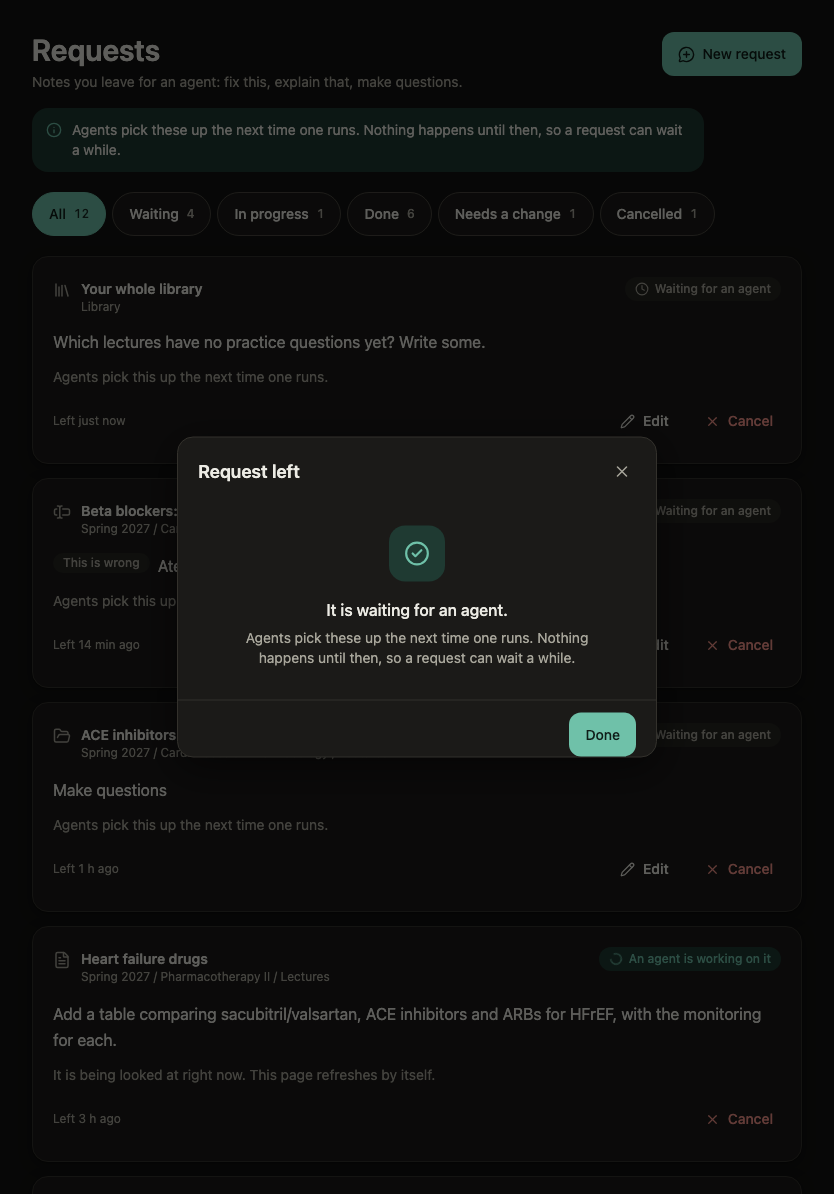 Requests
New request
Notes you leave for an agent: fix this, explain that, make questions.
Agents pick these up the next time one runs. Nothing happens until then, so a request can wait
a while.
All 12
Waiting 4
In progress 1
Done 6
Needs a change 1
Cancelled 1
Your whole library
Library
Waiting for an agent
Which lectures have no practice questions yet? Write some.
Agents pick this up the next time one runs.
Left just now
Edit
Cancel
Request left
It is waiting for an agent.
Agents pick these up the next time one runs. Nothing
happens until then, so a request can wait a while.
Done
Beta blockers:
Spring 2027 /
Waiting for an agent
This is wrong
Agents pick this up
Left 14 min ago
Cancel
ACE inhibitors
Spring 2027 /
Waiting for an agent
Make questions
Agents pick this up the next time one runs.
Left 1 h ago
Edit
Cancel
Heart failure drugs
Spring 2027 / Pharmacotherapy II / Lectures
An agent is working on it
Add a table comparing sacubitril/valsartan, ACE inhibitors and ARBs for HFrEF, with the monitoring
for each.
It is being looked at right now. This page refreshes by itself.
Left 3 h ago
Cancel